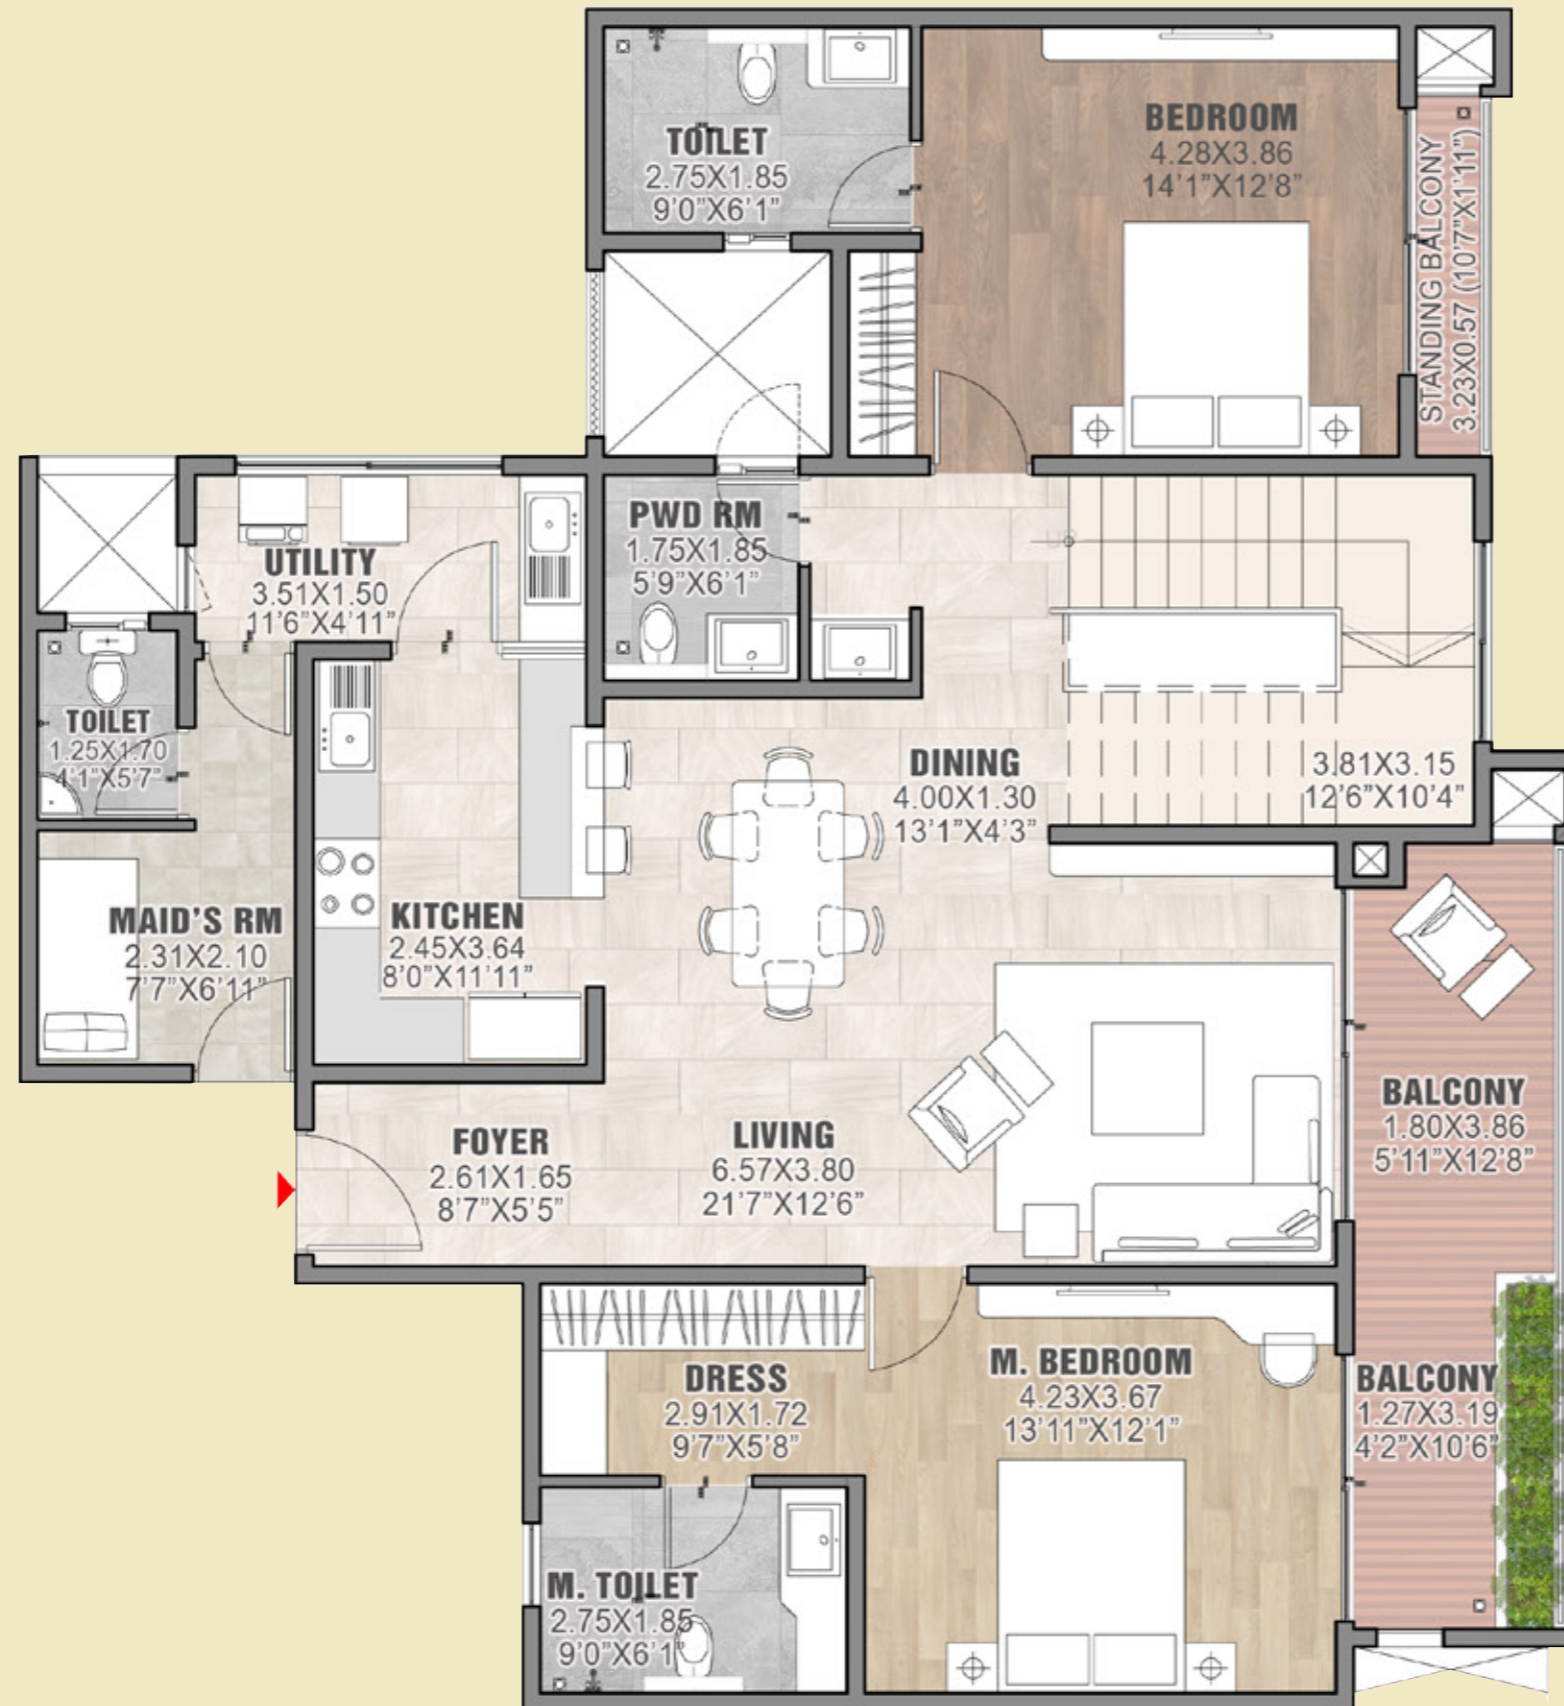 TOILET
2.75X1.85
9'0"X6'1"
BEDROOM
4.28X3.86
14'1"X12'8"
STANDING BALCONY
3.23X0.57 (10'7"X1'11")
PWD RM
1.75X1.85
5'9"X6'1"
UTILITY
3.51X1.50
11'6"X4'11"
TOILET
1.25X1.70
4'1"X5'7"
DINING
4.00X1.30
13'1"X4'3"
3.81X3.15
12'6"X10'4"
MAID'S RM
2.31X2.10
7'7"X6'11"
KITCHEN
2.45X3.64
8'0"X11'11"
FOYER
2.61X1.65
8'7"X5'5"
LIVING
6.57X3.80
21'7"X12'6"
BALCONY
1.80X3.86
5'11"X12'8"
DRESS
2.91X1.72
9'7"X5'8"
M. BEDROOM
4.23X3.67
13'11"X12'1"
BALCONY
1.27X3.19
4'2"X10'6"
M. TOILET
2.75X1.85
9'0"X6'1"